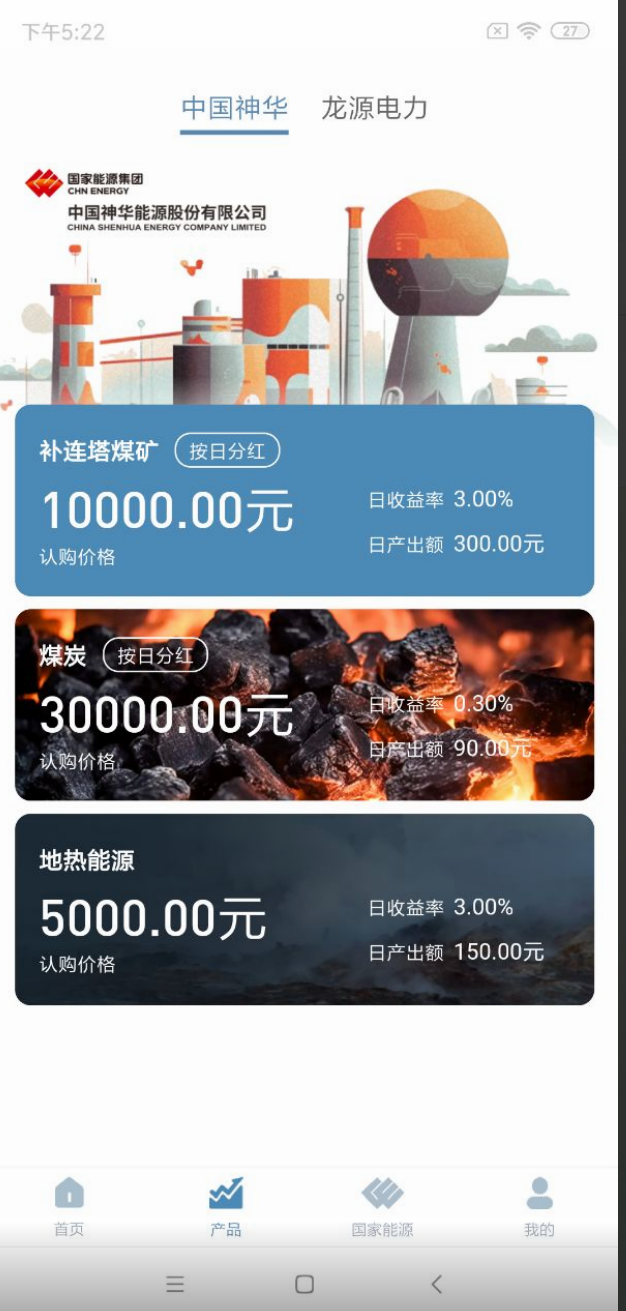 下午5:22
27
中国神华 龙源电力
国家能源集团
CHN ENERGY
中国神华能源股份有限公司
CHINA SHENHUA ENERGY COMPANY LIMITED
补连塔煤矿 按日分红
10000.00元
认购价格
日收益率 3.00%
日产出额 300.00元
煤炭 按日分红
30000.00元
认购价格
日收益率 0.30%
日产出额 90.00元
地热能源
5000.00元
认购价格
日收益率 3.00%
日产出额 150.00元
首页 产品 国家能源 我的